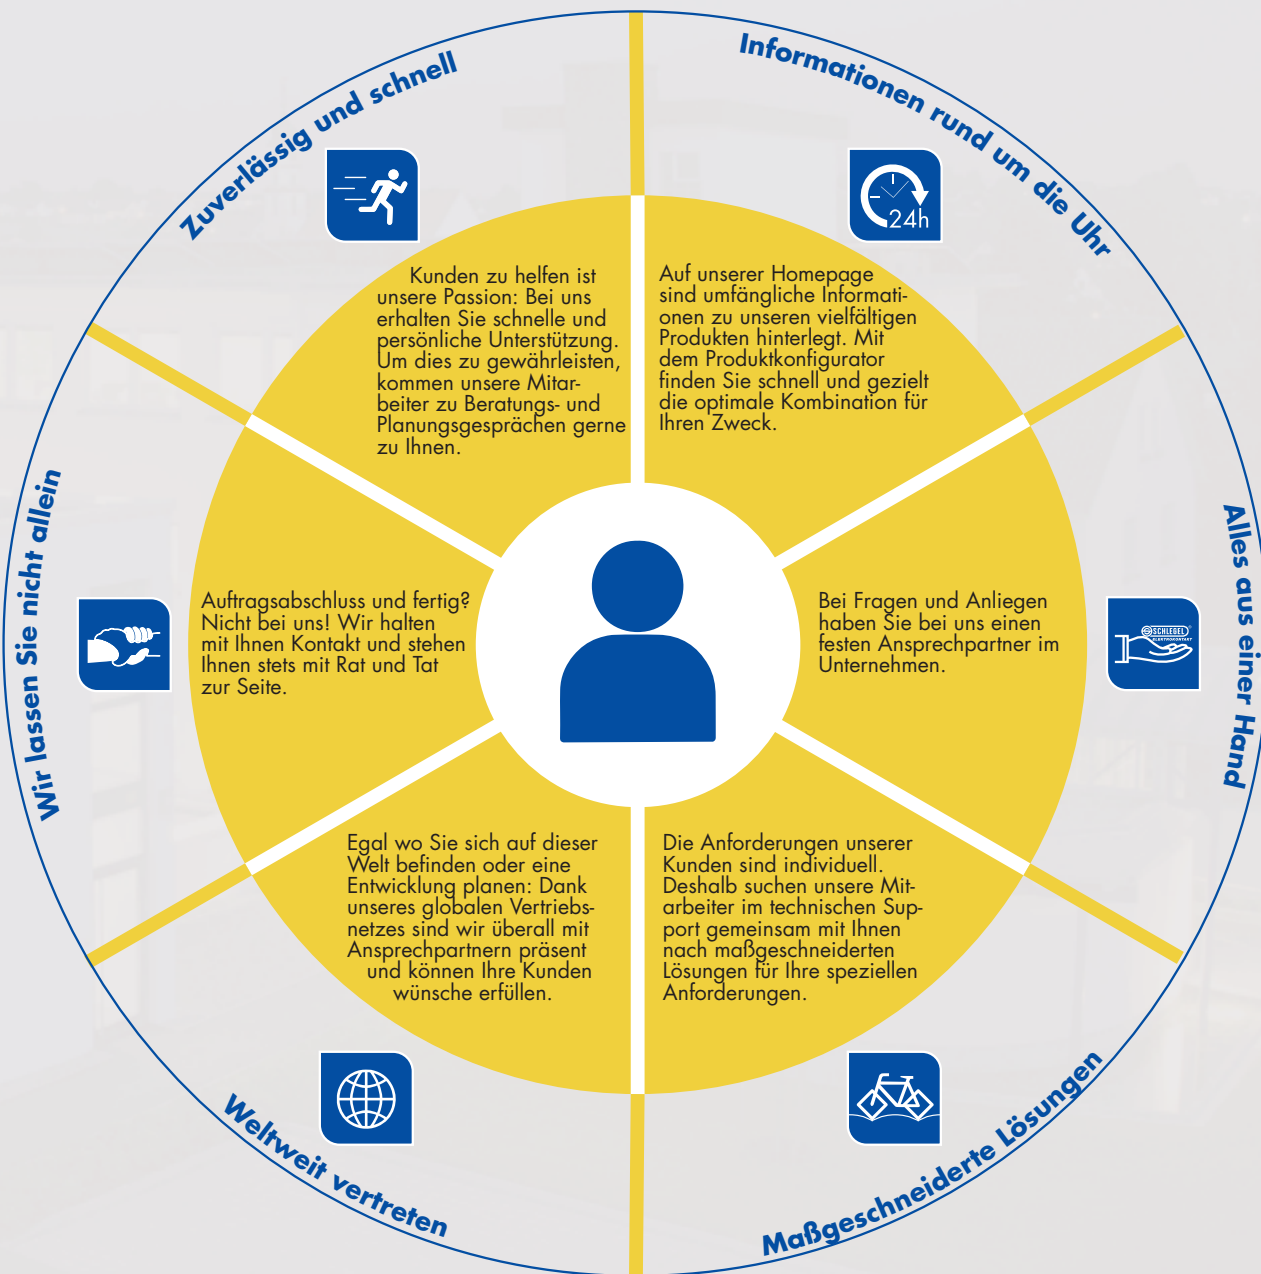 Zuverlässig und schnell
Kunden zu helfen ist
unsere Passion: Bei uns
erhalten Sie schnelle und
persönliche Unterstützung.
Um dies zu gewährleisten,
kommen unsere Mitar-
beiter zu Beratungs- und
Planungsgesprächen gerne
zu Ihnen.
Informationen rund um die Uhr
24h
Auf unserer Homepage
sind umfängliche Informati-
onen zu unseren vielfältigen
Produkten hinterlegt. Mit
dem Produktkonfigurator
finden Sie schnell und gezielt
die optimale Kombination für
Ihren Zweck.
Wir lassen Sie nicht allein
Auftragsabschluss und fertig?
Nicht bei uns! Wir halten
mit Ihnen Kontakt und stehen
Ihnen stets mit Rat und Tat
zur Seite.
Alles aus einer Hand
Bei Fragen und Anliegen
haben Sie bei uns einen
festen Ansprechpartner im
Unternehmen.
SCHLEGEL
ELEKTROKONTAKT
Weltweit vertreten
Egal wo Sie sich auf dieser
Welt befinden oder eine
Entwicklung planen: Dank
unseres globalen Vertriebs-
netzes sind wir überall mit
Ansprechpartnern präsent
und können Ihre Kunden
wünsche erfüllen.
Maßgeschneiderte Lösungen
Die Anforderungen unserer
Kunden sind individuell.
Deshalb suchen unsere Mit-
arbeiter im technischen Sup-
port gemeinsam mit Ihnen
nach maßgeschneiderten
Lösungen für Ihre speziellen
Anforderungen.